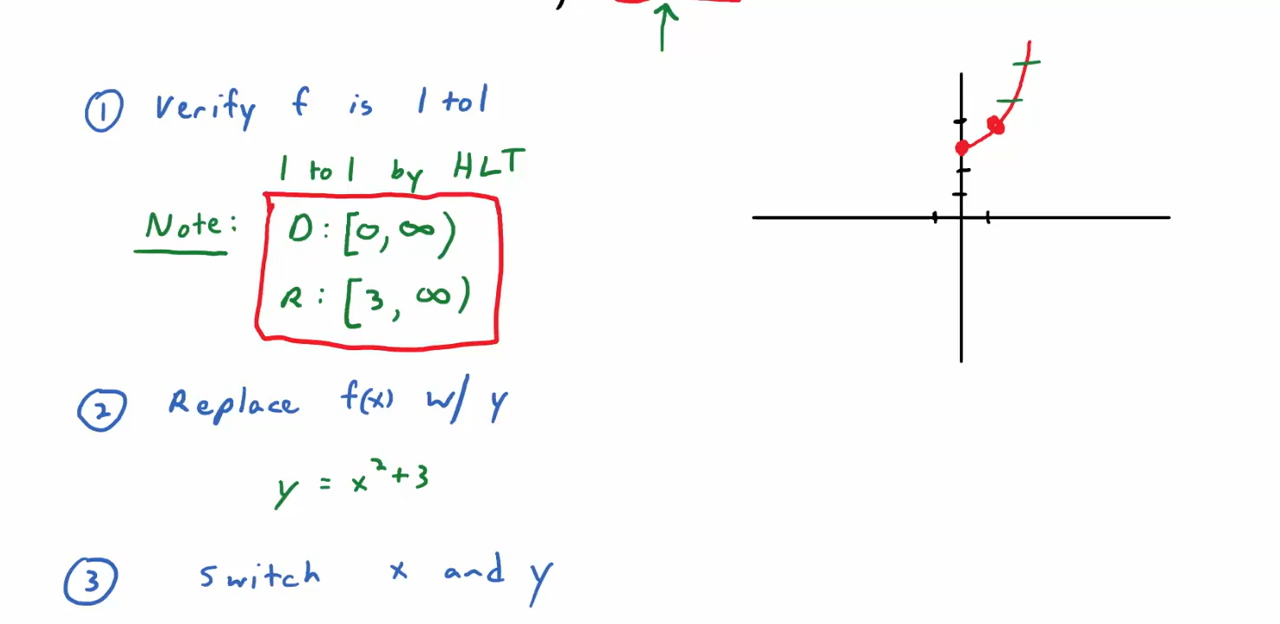 ① Verify f is 1 to 1
1 to 1 by HLT
Note: D: [0, ∞)
R: [3, ∞)
② Replace f(x) w/ y
y = x² + 3
③ Switch x and y